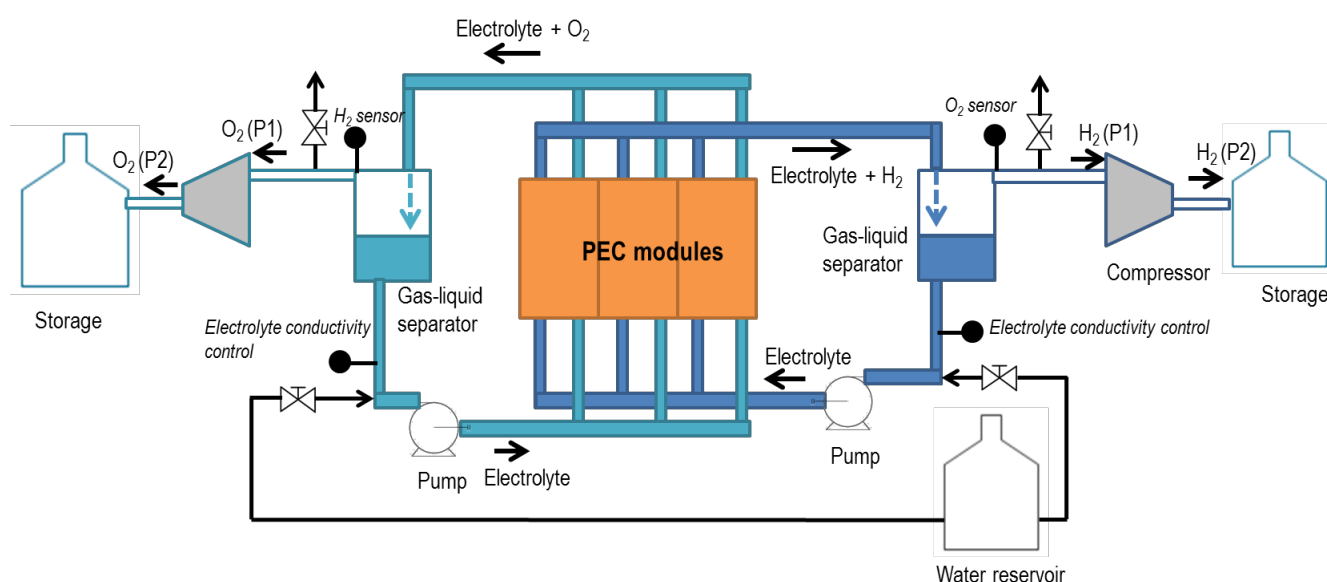 Electrolyte + O₂
O₂ (P2)
O₂ (P1)
H₂ sensor
O₂ sensor
H₂ (P1)
H₂ (P2)
Electrolyte + H₂
PEC modules
Gas-liquid
separator
Gas-liquid
separator
Compressor
Storage
Storage
Electrolyte conductivity
control
Electrolyte conductivity control
Electrolyte
Pump
Electrolyte
Pump
Water reservoir